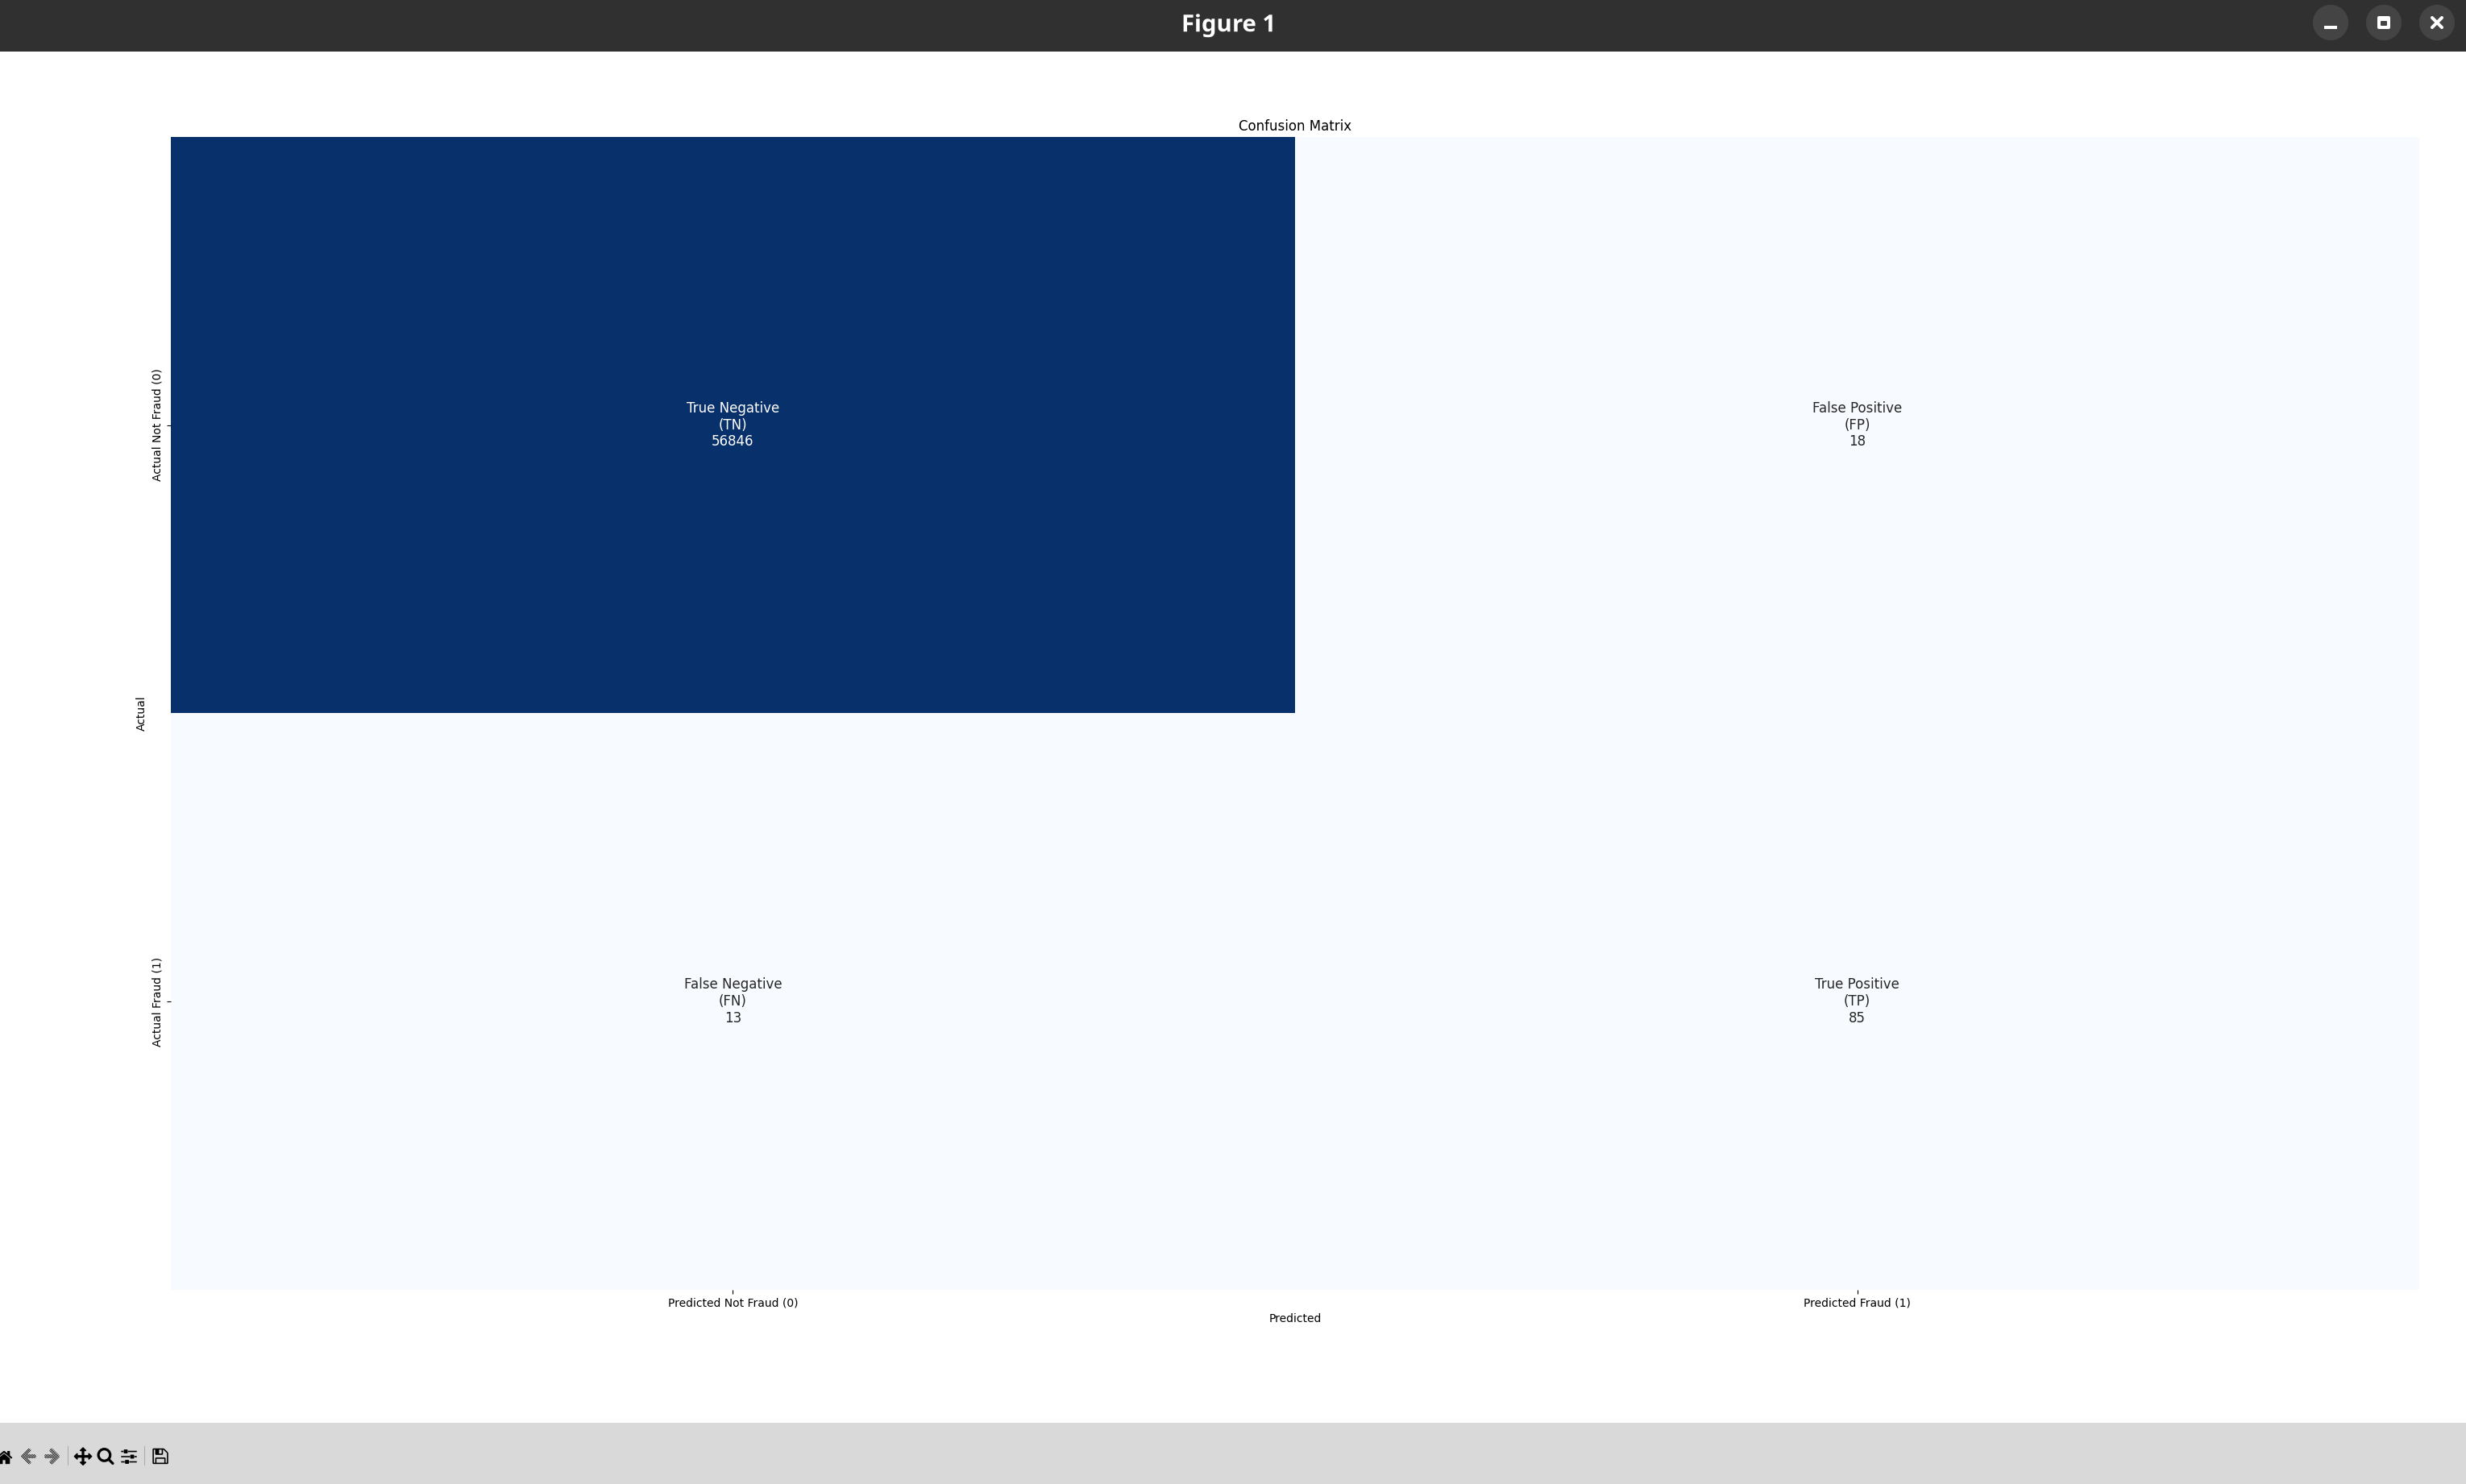 Figure 1
Confusion Matrix
Actual Not Fraud (0)
True Negative
(TN)
56846
False Positive
(FP)
18
Actual
Actual Fraud (1)
False Negative
(FN)
13
True Positive
(TP)
85
Predicted Not Fraud (0)
Predicted Fraud (1)
Predicted